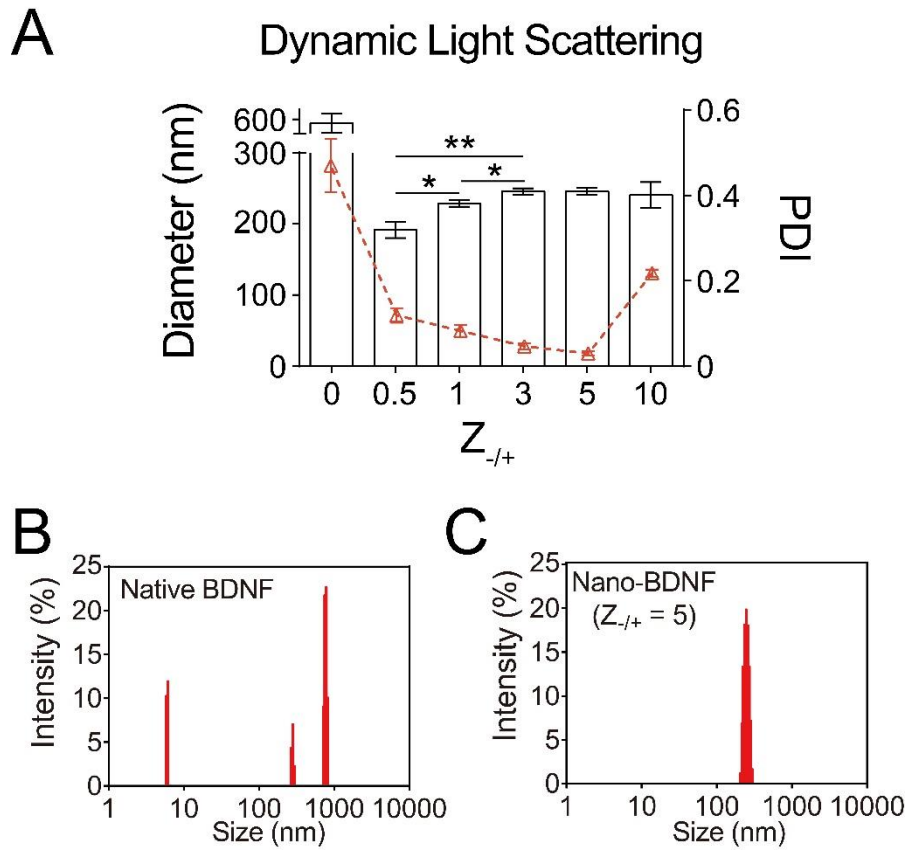 A
Dynamic Light Scattering
Diameter (nm)
600
300
200
100
0
**
*
*
0.6
0.4
0.2
0
PDI
0 0.5 1 3 5 10
Z-/+
B
Intensity (%)
25
20
15
10
5
0
Native BDNF
1 10 100 1000 10000
Size (nm)
C
Intensity (%)
25
20
15
10
5
0
Nano-BDNF
(Z-/+ = 5)
1 10 100 1000 10000
Size (nm)